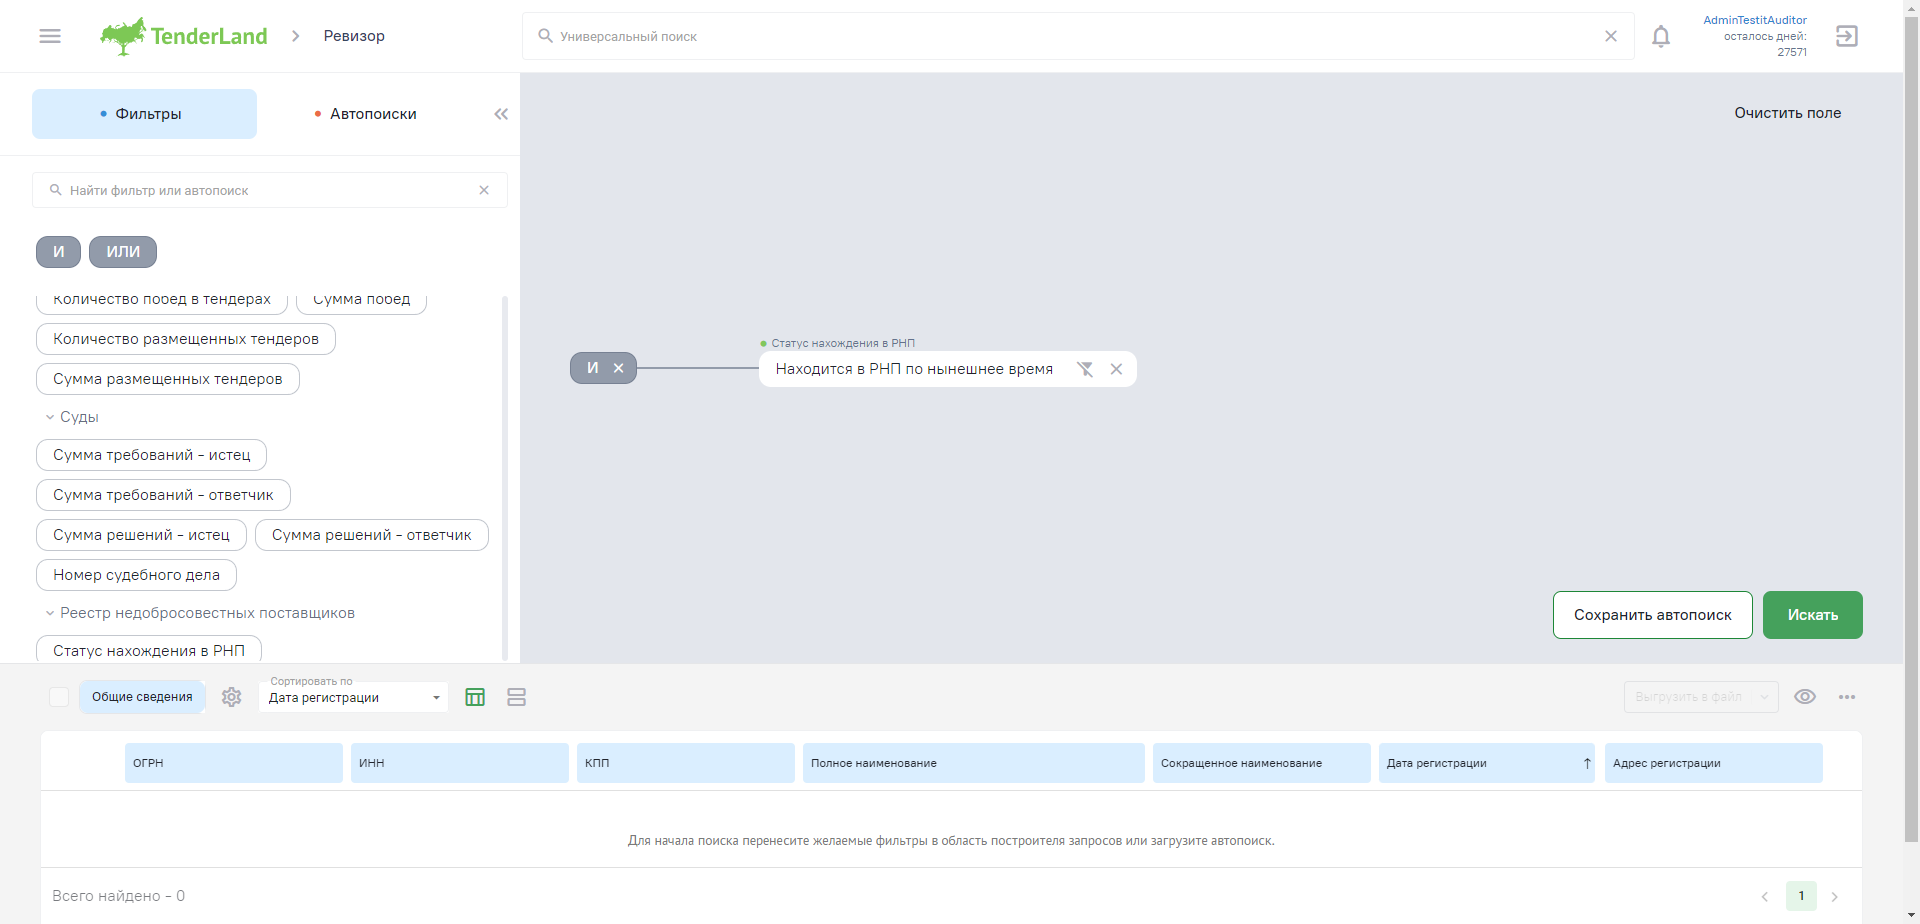 TenderLand
Ревизор
Универсальный поиск
AdminTestitAuditor
осталось дней:
27571
Фильтры
Автопоиски
Очистить поле
Найти фильтр или автопоиск
И ИЛИ
Количество побед в тендерах
Сумма побед
Количество размещенных тендеров
Сумма размещенных тендеров
Суды
Сумма требований - истец
Сумма требований - ответчик
Сумма решений - истец
Сумма решений - ответчик
Номер судебного дела
Реестр недобросовестных поставщиков
Статус нахождения в РНП
Статус нахождения в РНП
И
Находится в РНП по нынешнее время
Сохранить автопоиск
Искать
Общие сведения
Сортировать по
Дата регистрации
Выгрузить в файл
ОГРН
ИНН
КПП
Полное наименование
Сокращенное наименование
Дата регистрации
Адрес регистрации
Для начала поиска перенесите желаемые фильтры в область построителя запросов или загрузите автопоиск.
Всего найдено - 0
1